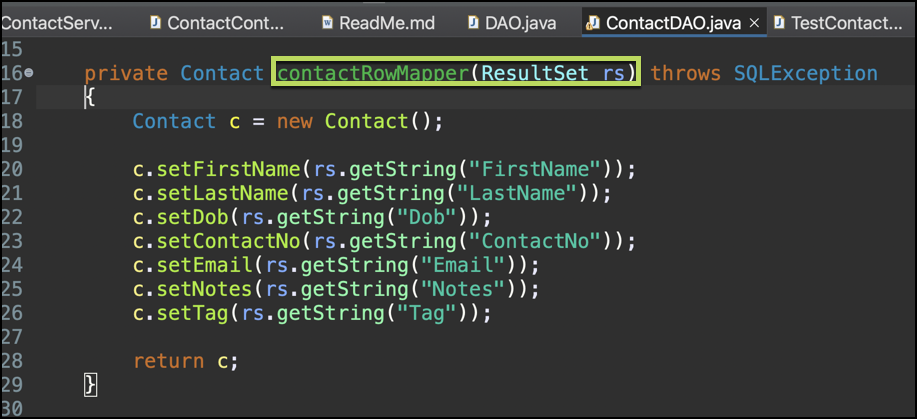 ContactServ... ContactCont... ReadMe.md DAO.java ContactDAO.java × TestContact...
15
16 private Contact contactRowMapper(ResultSet rs) throws SQLException
17 {
18 Contact c = new Contact();
19
20 c.setFirstName(rs.getString("FirstName"));
21 c.setLastName(rs.getString("LastName"));
22 c.setDob(rs.getString("Dob"));
23 c.setContactNo(rs.getString("ContactNo"));
24 c.setEmail(rs.getString("Email"));
25 c.setNotes(rs.getString("Notes"));
26 c.setTag(rs.getString("Tag"));
27
28 return c;
29 }
30